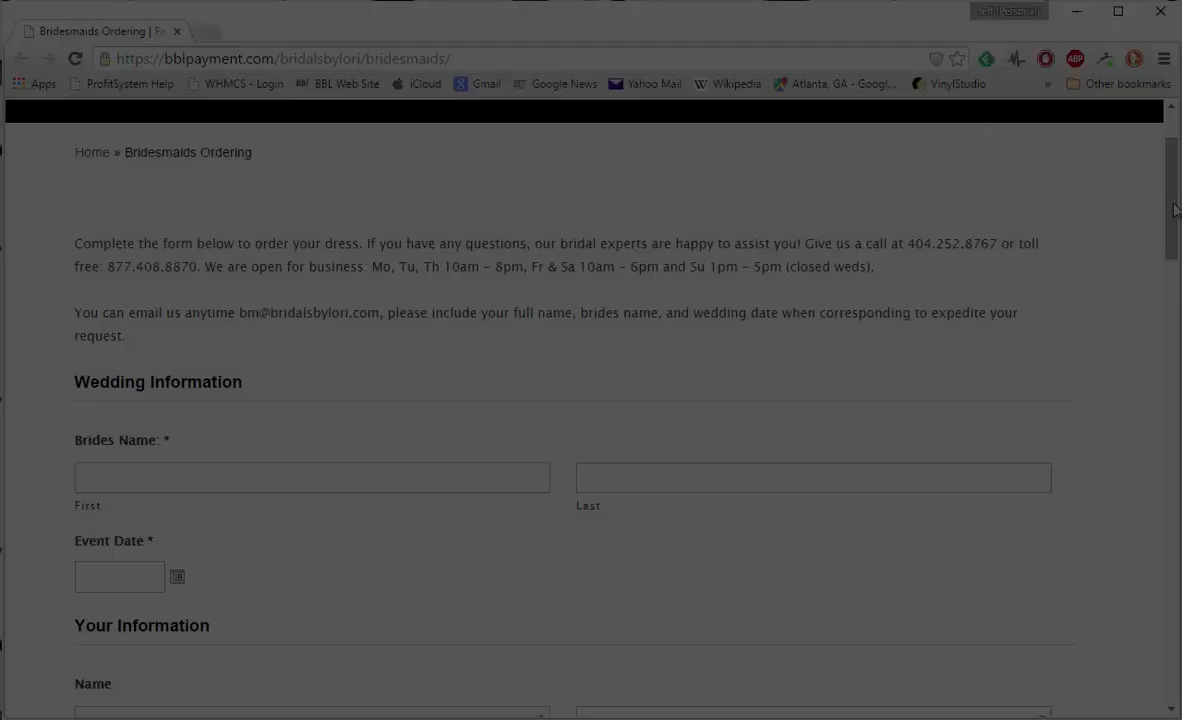 Jeff (Personal)
Bridesmaids Ordering | Pa
https://bblpayment.com/bridalsbylori/bridesmaids/
ABP
Apps ProfitSystem Help WHMCS - Login BBL Web Site iCloud Gmail Google News Yahoo Mail Wikipedia Atlanta, GA - Googl... VinylStudio » Other bookmarks
Home » Bridesmaids Ordering
Complete the form below to order your dress. If you have any questions, our bridal experts are happy to assist you! Give us a call at 404.252.8767 or toll
free: 877.408.8870. We are open for business: Mo, Tu, Th 10am – 8pm, Fr & Sa 10am – 6pm and Su 1pm – 5pm (closed weds).
You can email us anytime bm@bridalsbylori.com, please include your full name, brides name, and wedding date when corresponding to expedite your
request.
Wedding Information
Brides Name: *
First Last
Event Date *
Your Information
Name